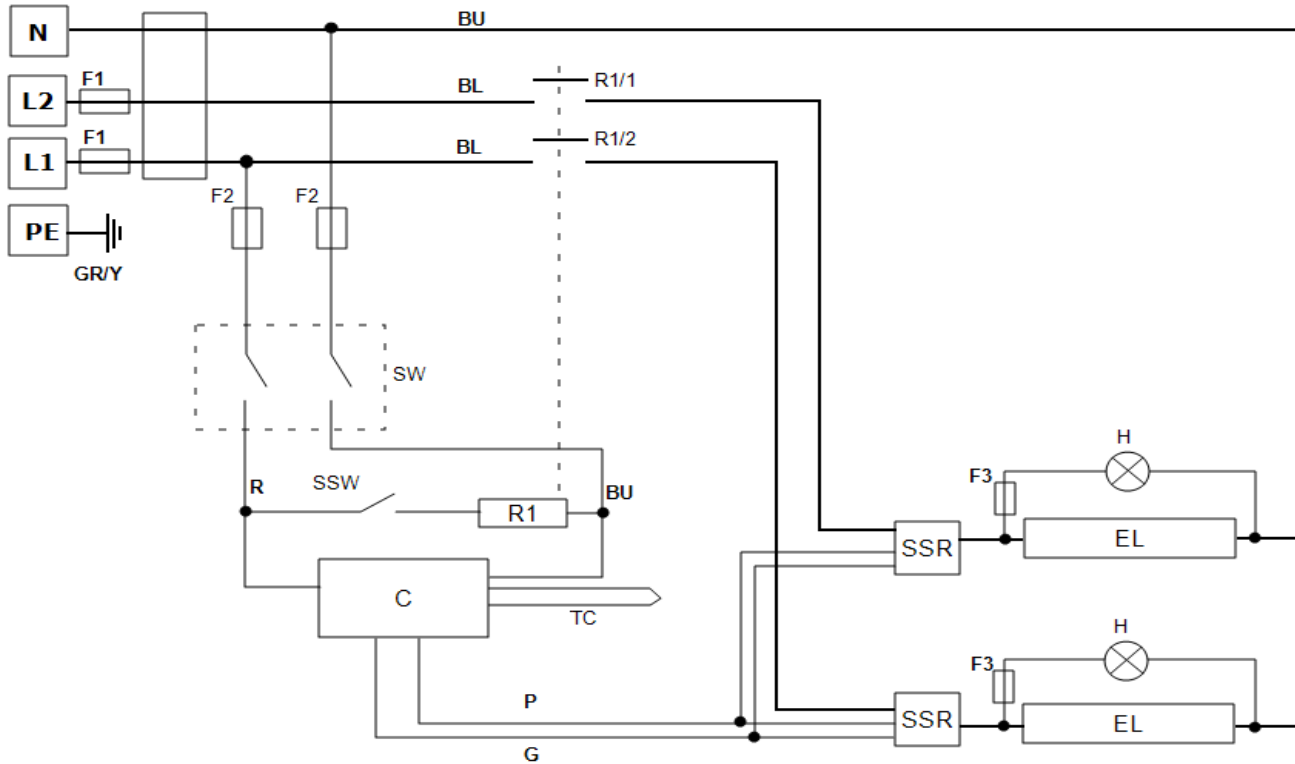 N
BU
F1
L2
BL
R1/1
F1
L1
BL
R1/2
F2
F2
PE
GR/Y
SW
R
SSW
R1
BU
C
TC
P
G
H
F3
SSR
EL
H
F3
SSR
EL